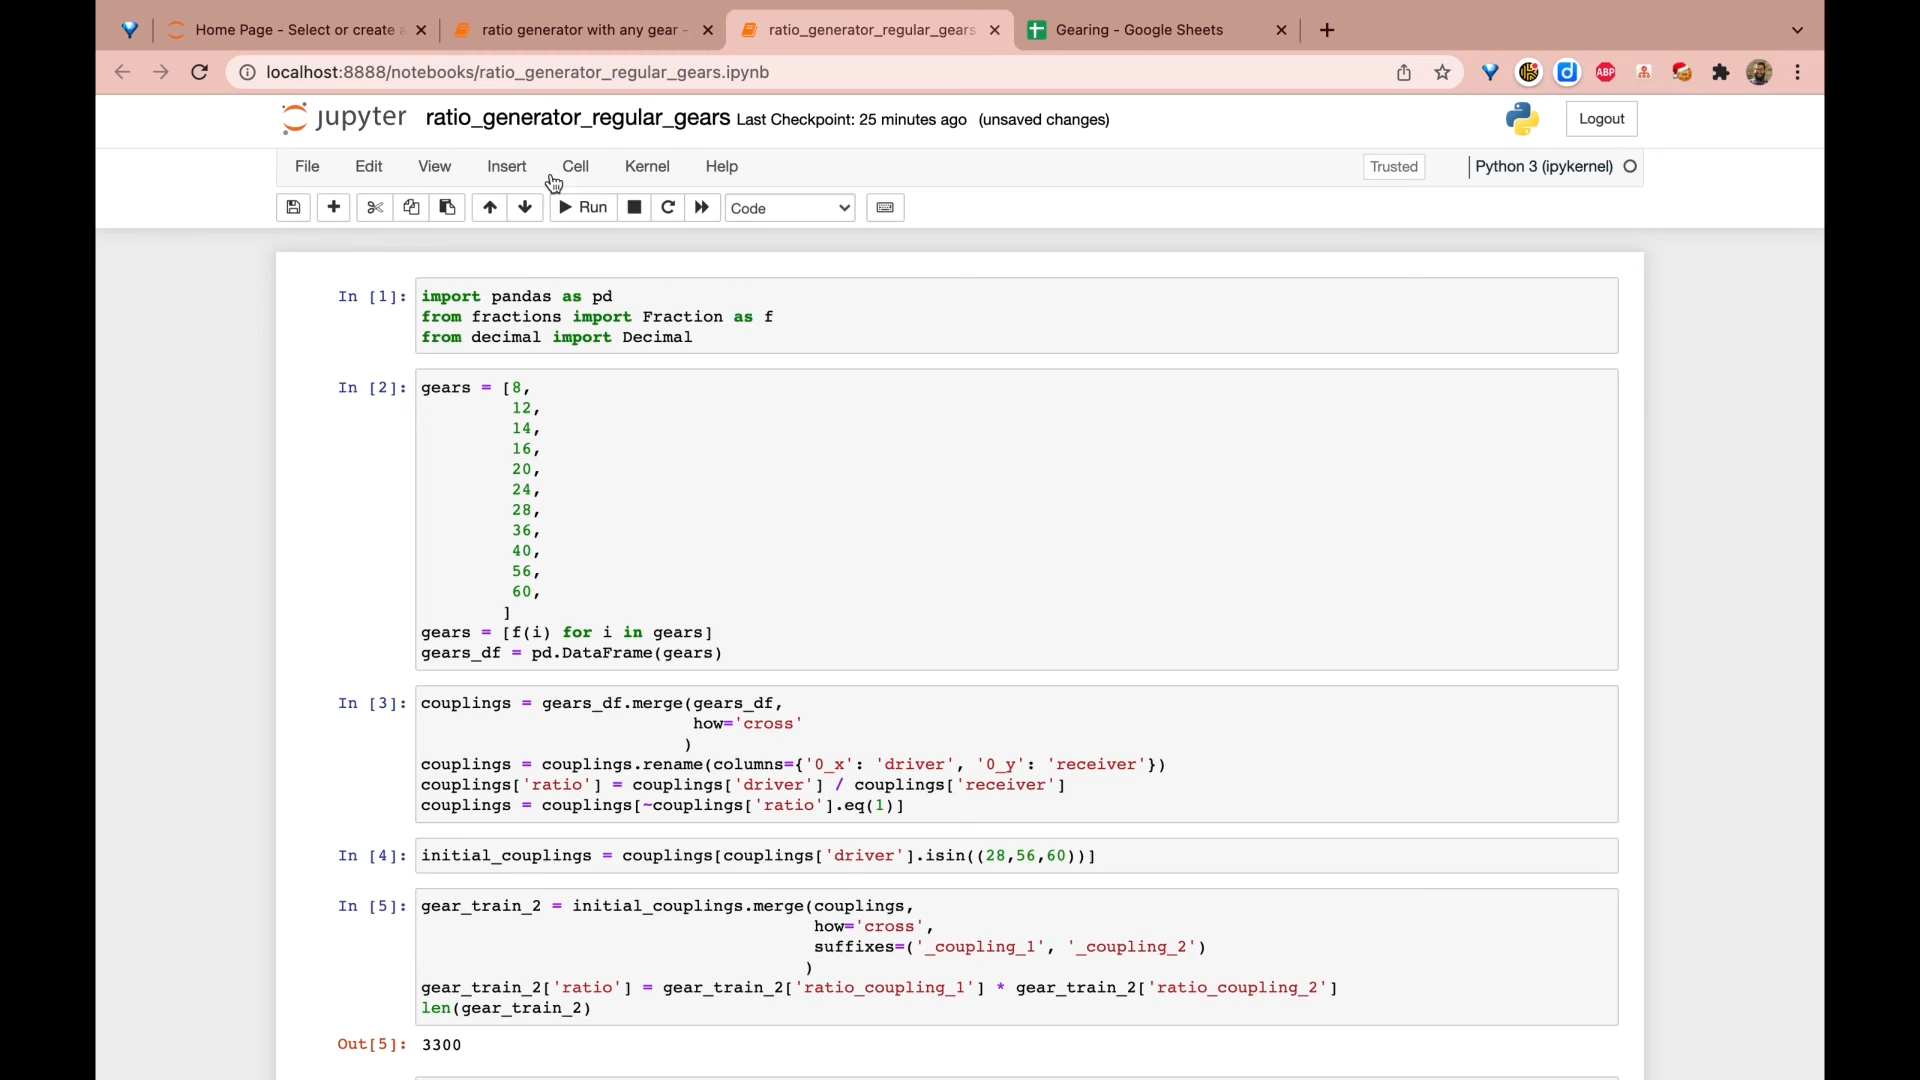 Home Page - Select or create a
ratio generator with any gear -
ratio_generator_regular_gears
Gearing - Google Sheets
localhost:8888/notebooks/ratio_generator_regular_gears.ipynb
ABP
jupyter ratio_generator_regular_gears Last Checkpoint: 25 minutes ago (unsaved changes)
Logout
File Edit View Insert Cell Kernel Help
Trusted
Python 3 (ipykernel)
Run
Code
In [1]:
import pandas as pd
from fractions import Fraction as f
from decimal import Decimal
In [2]:
gears = [8,
12,
14,
16,
20,
24,
28,
36,
40,
56,
60,
]
gears = [f(i) for i in gears]
gears_df = pd.DataFrame(gears)
In [3]:
couplings = gears_df.merge(gears_df,
how='cross'
)
couplings = couplings.rename(columns={'0_x': 'driver', '0_y': 'receiver'})
couplings['ratio'] = couplings['driver'] / couplings['receiver']
couplings = couplings[~couplings['ratio'].eq(1)]
In [4]:
initial_couplings = couplings[couplings['driver'].isin((28,56,60))]
In [5]:
gear_train_2 = initial_couplings.merge(couplings,
how='cross',
suffixes=('_coupling_1', '_coupling_2')
)
gear_train_2['ratio'] = gear_train_2['ratio_coupling_1'] * gear_train_2['ratio_coupling_2']
len(gear_train_2)
Out[5]: 3300